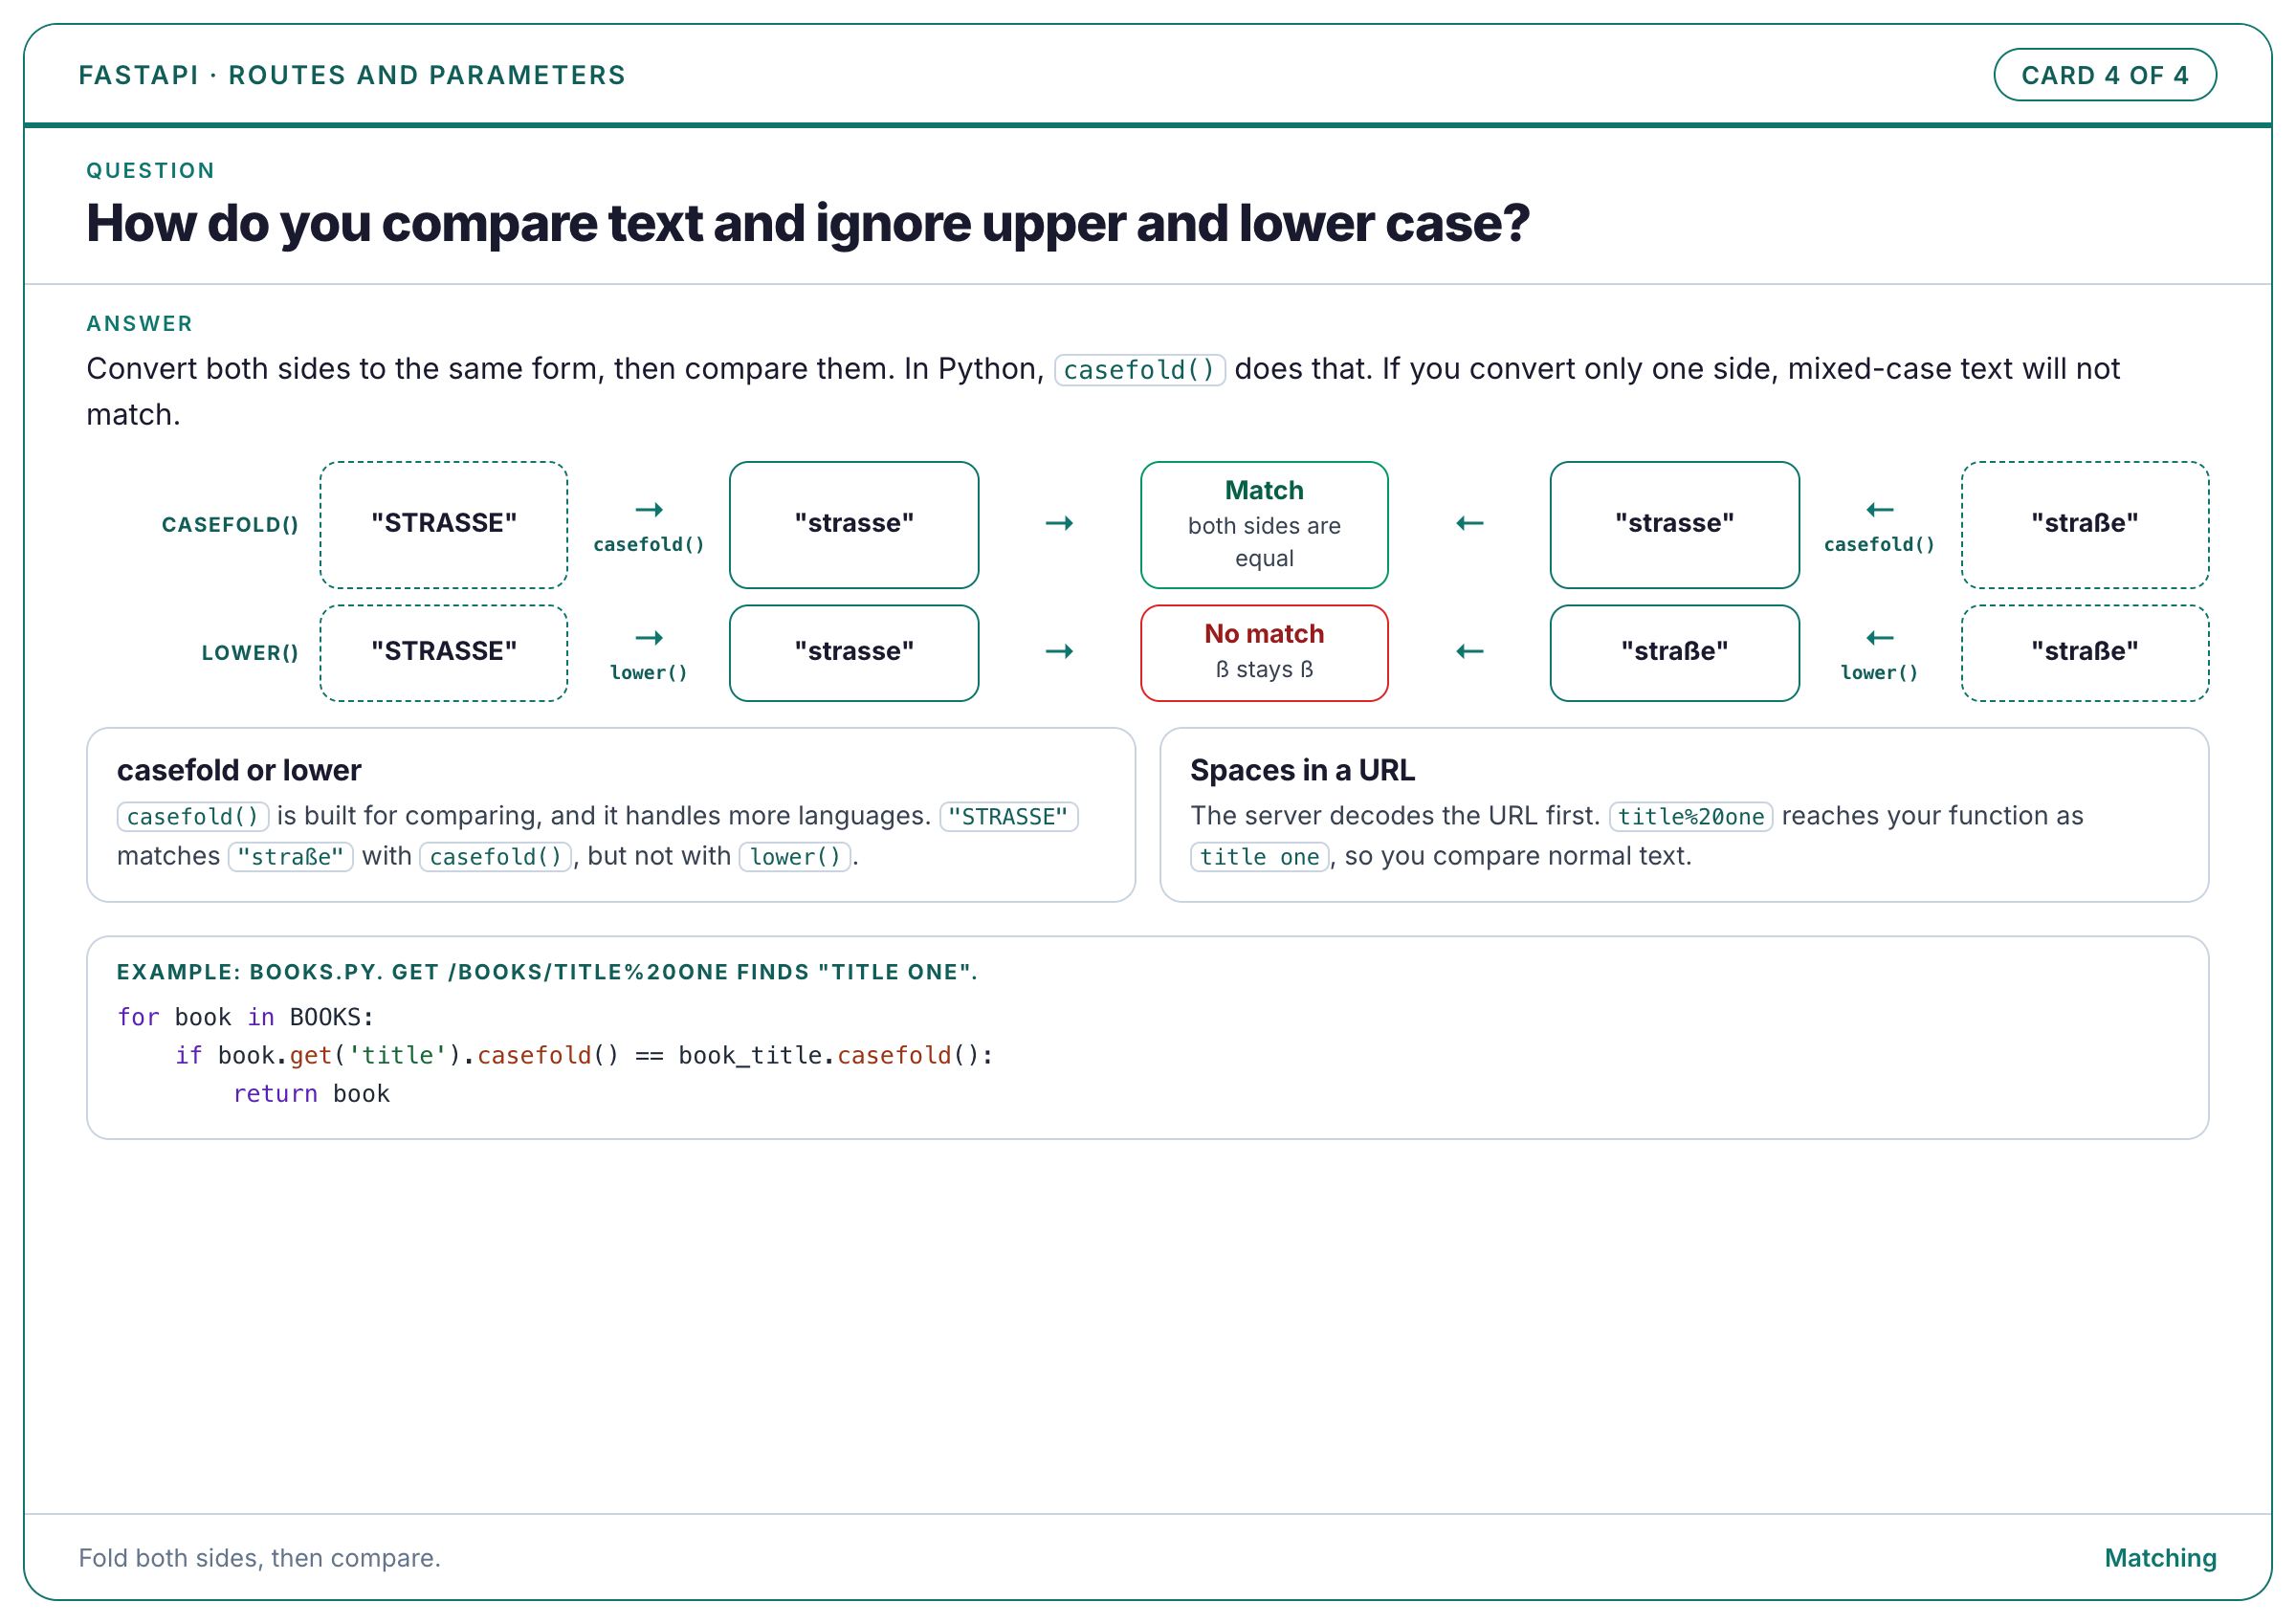 FASTAPI · ROUTES AND PARAMETERS
CARD 4 OF 4
QUESTION
How do you compare text and ignore upper and lower case?
ANSWER
Convert both sides to the same form, then compare them. In Python, casefold() does that. If you convert only one side, mixed-case text will not
match.
CASEFOLD() "STRASSE" → casefold() "strasse" → Match both sides are equal ← "strasse" ← casefold() "straße"
LOWER() "STRASSE" → lower() "strasse" → No match ß stays ß ← "straße" ← lower() "straße"
casefold or lower
casefold() is built for comparing, and it handles more languages. "STRASSE"
matches "straße" with casefold(), but not with lower().
Spaces in a URL
The server decodes the URL first. title%20one reaches your function as
title one, so you compare normal text.
EXAMPLE: BOOKS.PY. GET /BOOKS/TITLE%20ONE FINDS "TITLE ONE".
for book in BOOKS:
    if book.get('title').casefold() == book_title.casefold():
        return book
Fold both sides, then compare.
Matching